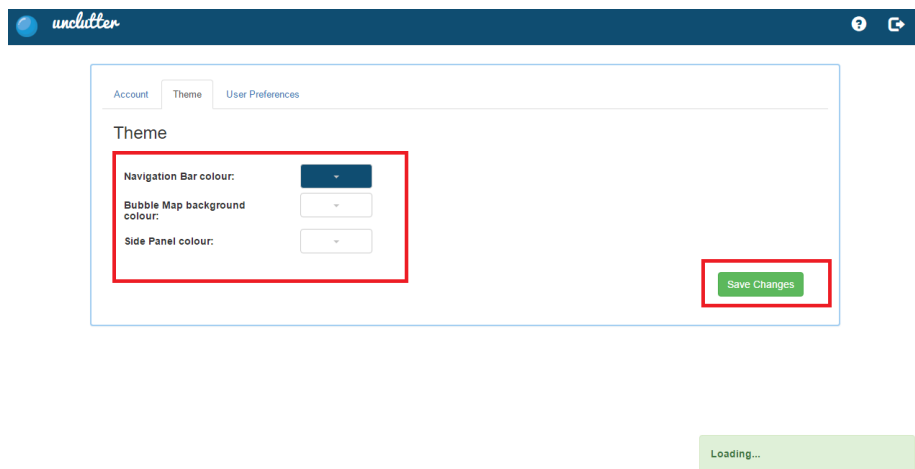 unclutter
Account Theme User Preferences
Theme
Navigation Bar colour:
Bubble Map background
colour:
Side Panel colour:
Save Changes
Loading...